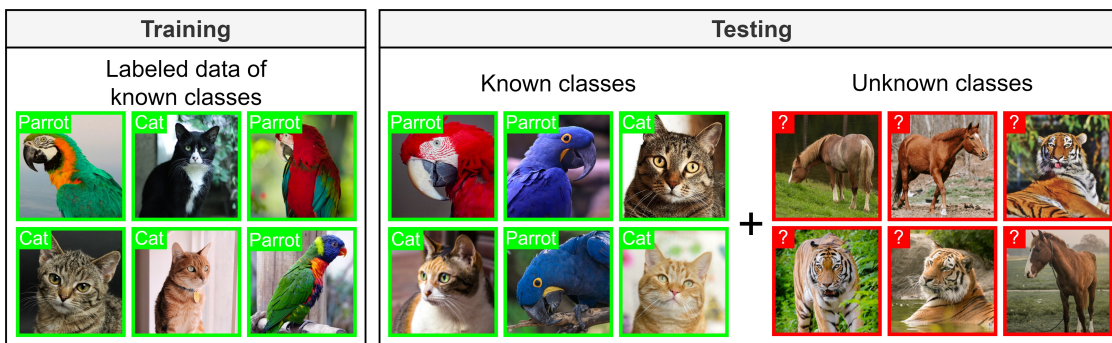 Training
Testing
Labeled data of
known classes
Known classes
Unknown classes
Parrot
Cat
Parrot
Parrot
Parrot
Cat
?
?
?
+
Cat
Cat
Parrot
Cat
Parrot
Cat
?
?
?